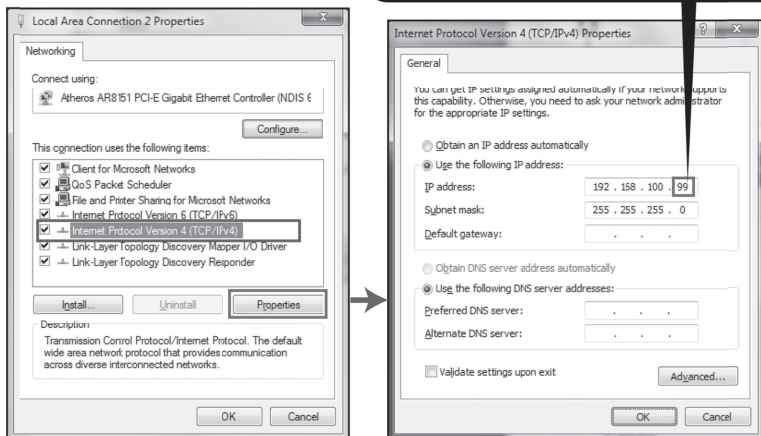 Local Area Connection 2 Properties
Networking
Connect using:
Atheros AR8151 PCI-E Gigabit Ethernet Controller (NDIS 6
Configure...
This connection uses the following items:
Client for Microsoft Networks
QoS Packet Scheduler
File and Printer Sharing for Microsoft Networks
Internet Protocol Version 6 (TCP/IPv6)
Internet Protocol Version 4 (TCP/IPv4)
Link-Layer Topology Discovery Mapper I/O Driver
Link-Layer Topology Discovery Responder
Install...
Uninstall
Properties
Description
Transmission Control Protocol/Internet Protocol. The default
wide area network protocol that provides communication
across diverse interconnected networks.
OK
Cancel
Internet Protocol Version 4 (TCP/IPv4) Properties
General
You can get IP settings assigned automatically if your network supports
this capability. Otherwise, you need to ask your network administrator
for the appropriate IP settings.
Obtain an IP address automatically
Use the following IP address:
IP address: 192 . 168 . 100 . 99
Subnet mask: 255 . 255 . 255 . 0
Default gateway: . . .
Obtain DNS server address automatically
Use the following DNS server addresses:
Preferred DNS server: . . .
Alternate DNS server: . . .
Validate settings upon exit
Advanced...
OK
Cancel